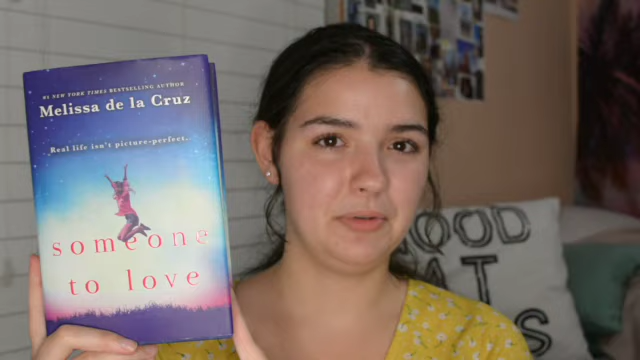 #1 NEW YORK TIMES BESTSELLING AUTHOR
Melissa de la Cruz
Real life isn't picture-perfect...
someone
to love